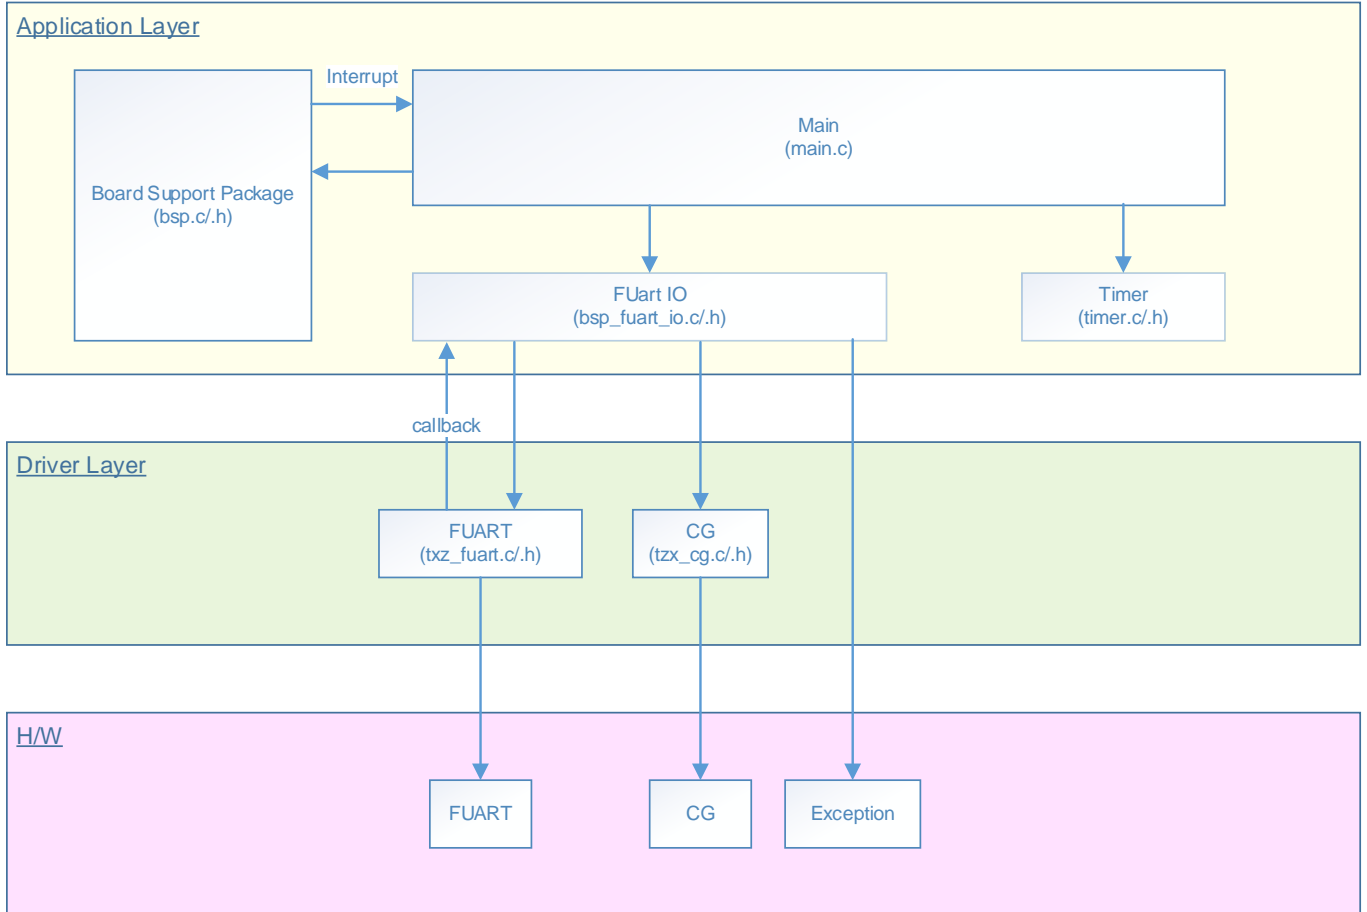 Application Layer
Interrupt
Main
(main.c)
Board Support Package
(bsp.c/.h)
FUart IO
(bsp_fuart_io.c/.h)
Timer
(timer.c/.h)
callback
Driver Layer
FUART
(txz_fuart.c/.h)
CG
(tzx_cg.c/.h)
H/W
FUART
CG
Exception